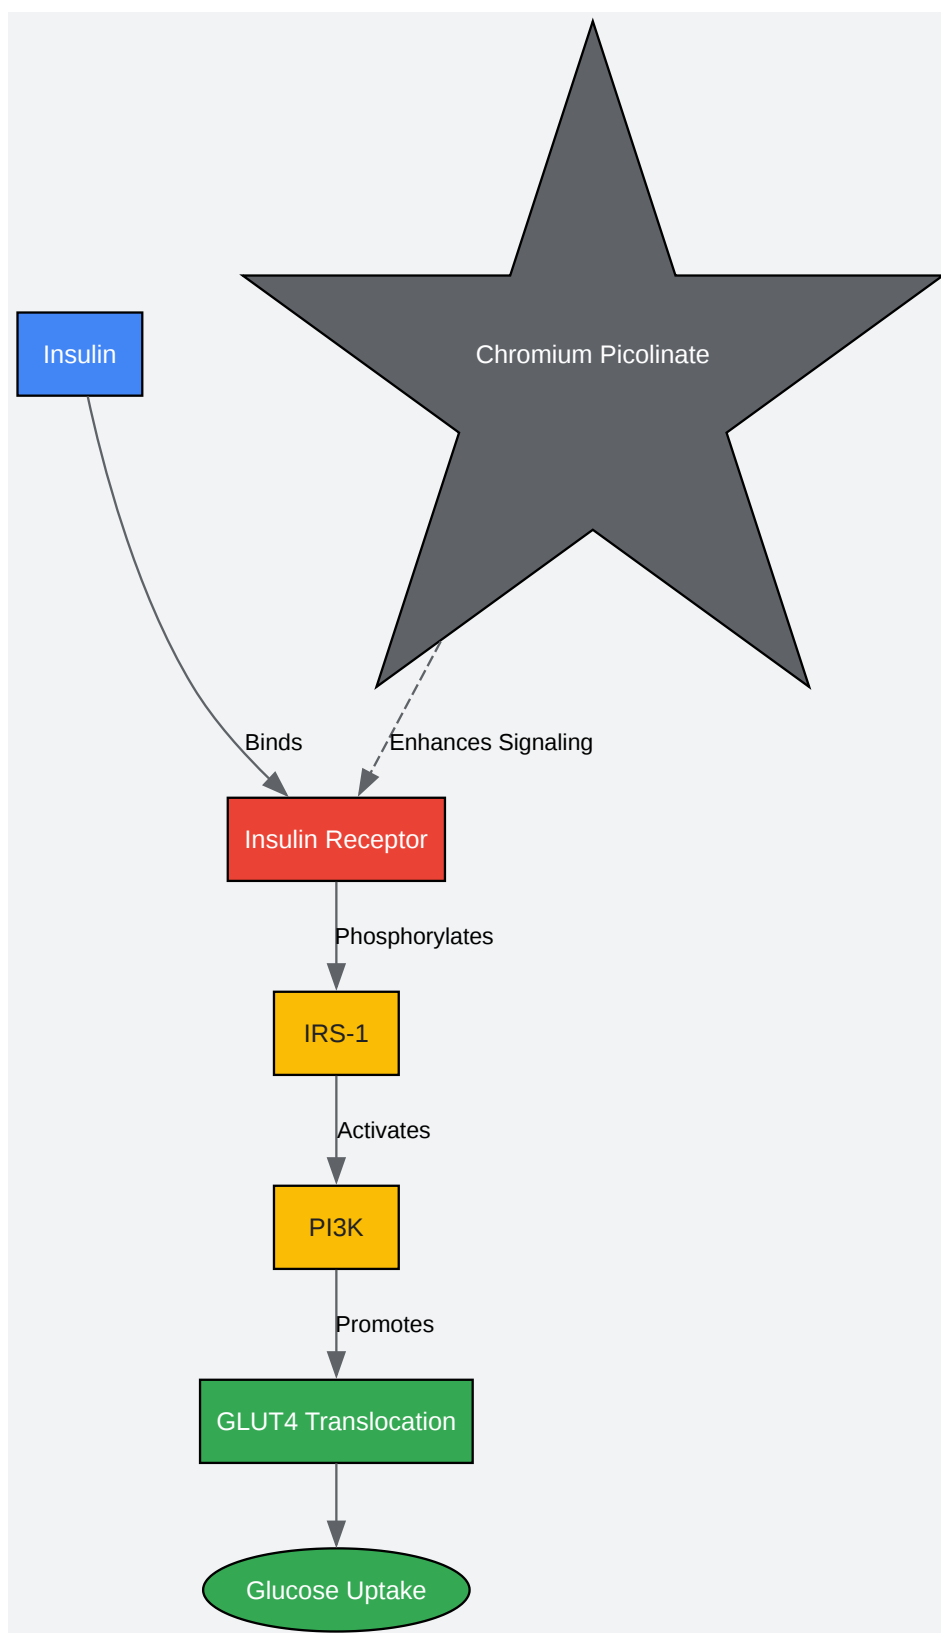 Chromium Picolinate
Insulin
Binds
Enhances Signaling
Insulin Receptor
Phosphorylates
IRS-1
Activates
PI3K
Promotes
GLUT4 Translocation
Glucose Uptake